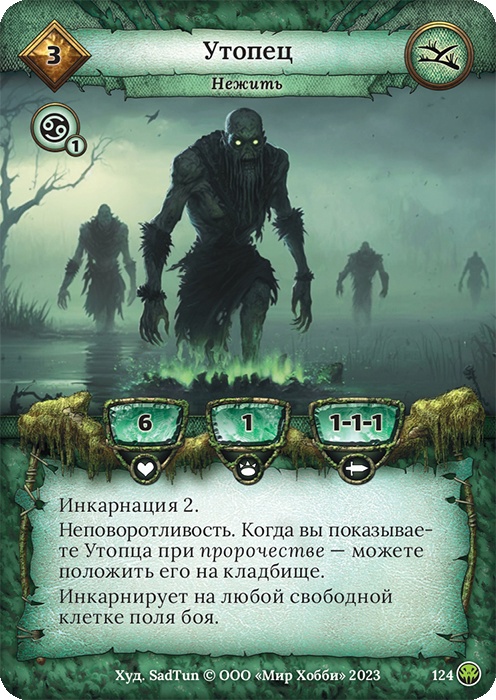 3
Утопец
Нежить
1
6
1
1-1-1
Инкарнация 2.
Неповоротливость. Когда вы показывае-
те Утопца при пророчестве — можете
положить его на кладбище.
Инкарнирует на любой свободной
клетке поля боя.
Худ. SadTun © ООО «Мир Хобби» 2023
124